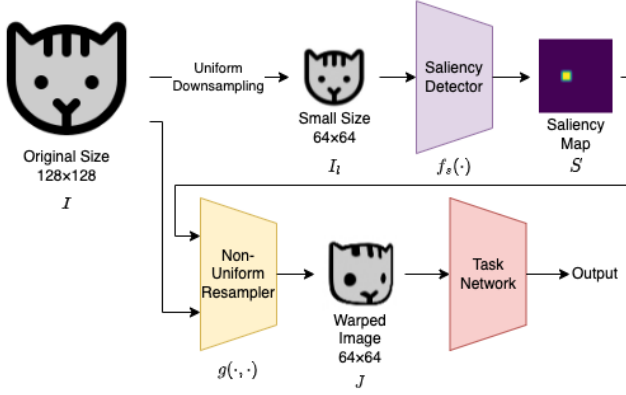 Uniform
Downsampling
Saliency
Detector
Original Size
128×128
I
Small Size
64×64
I_l
f_s(·)
Saliency
Map
S
Non-
Uniform
Resampler
g(·,·)
Warped
Image
64×64
J
Task
Network
Output